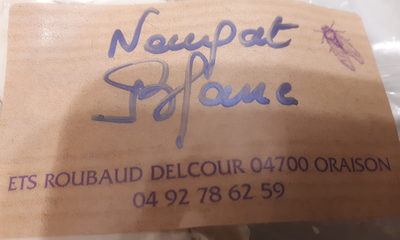 Nougat
Blanc
ETS ROUBAUD DELCOUR 04700 ORAISON
04 92 78 62 59